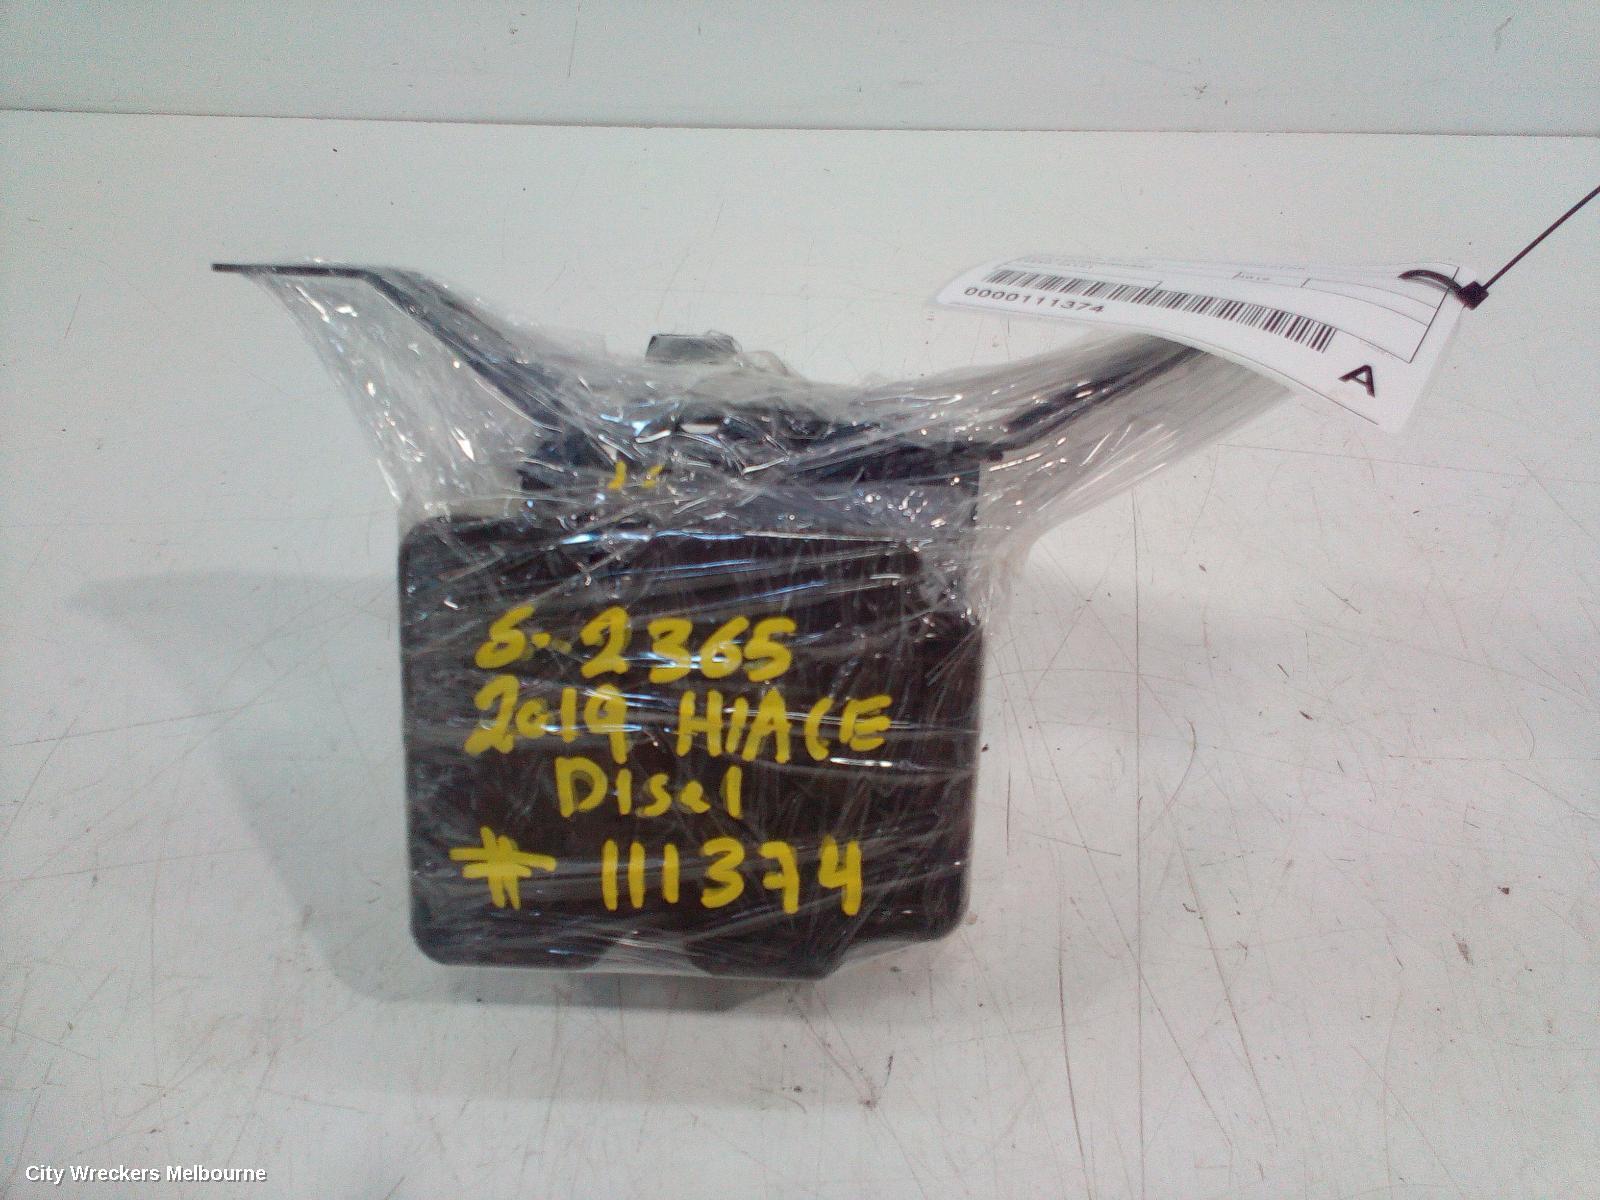 0000111374
A
S-2365
2019 HIACE
Disel
# 111374
City Wreckers Melbourne